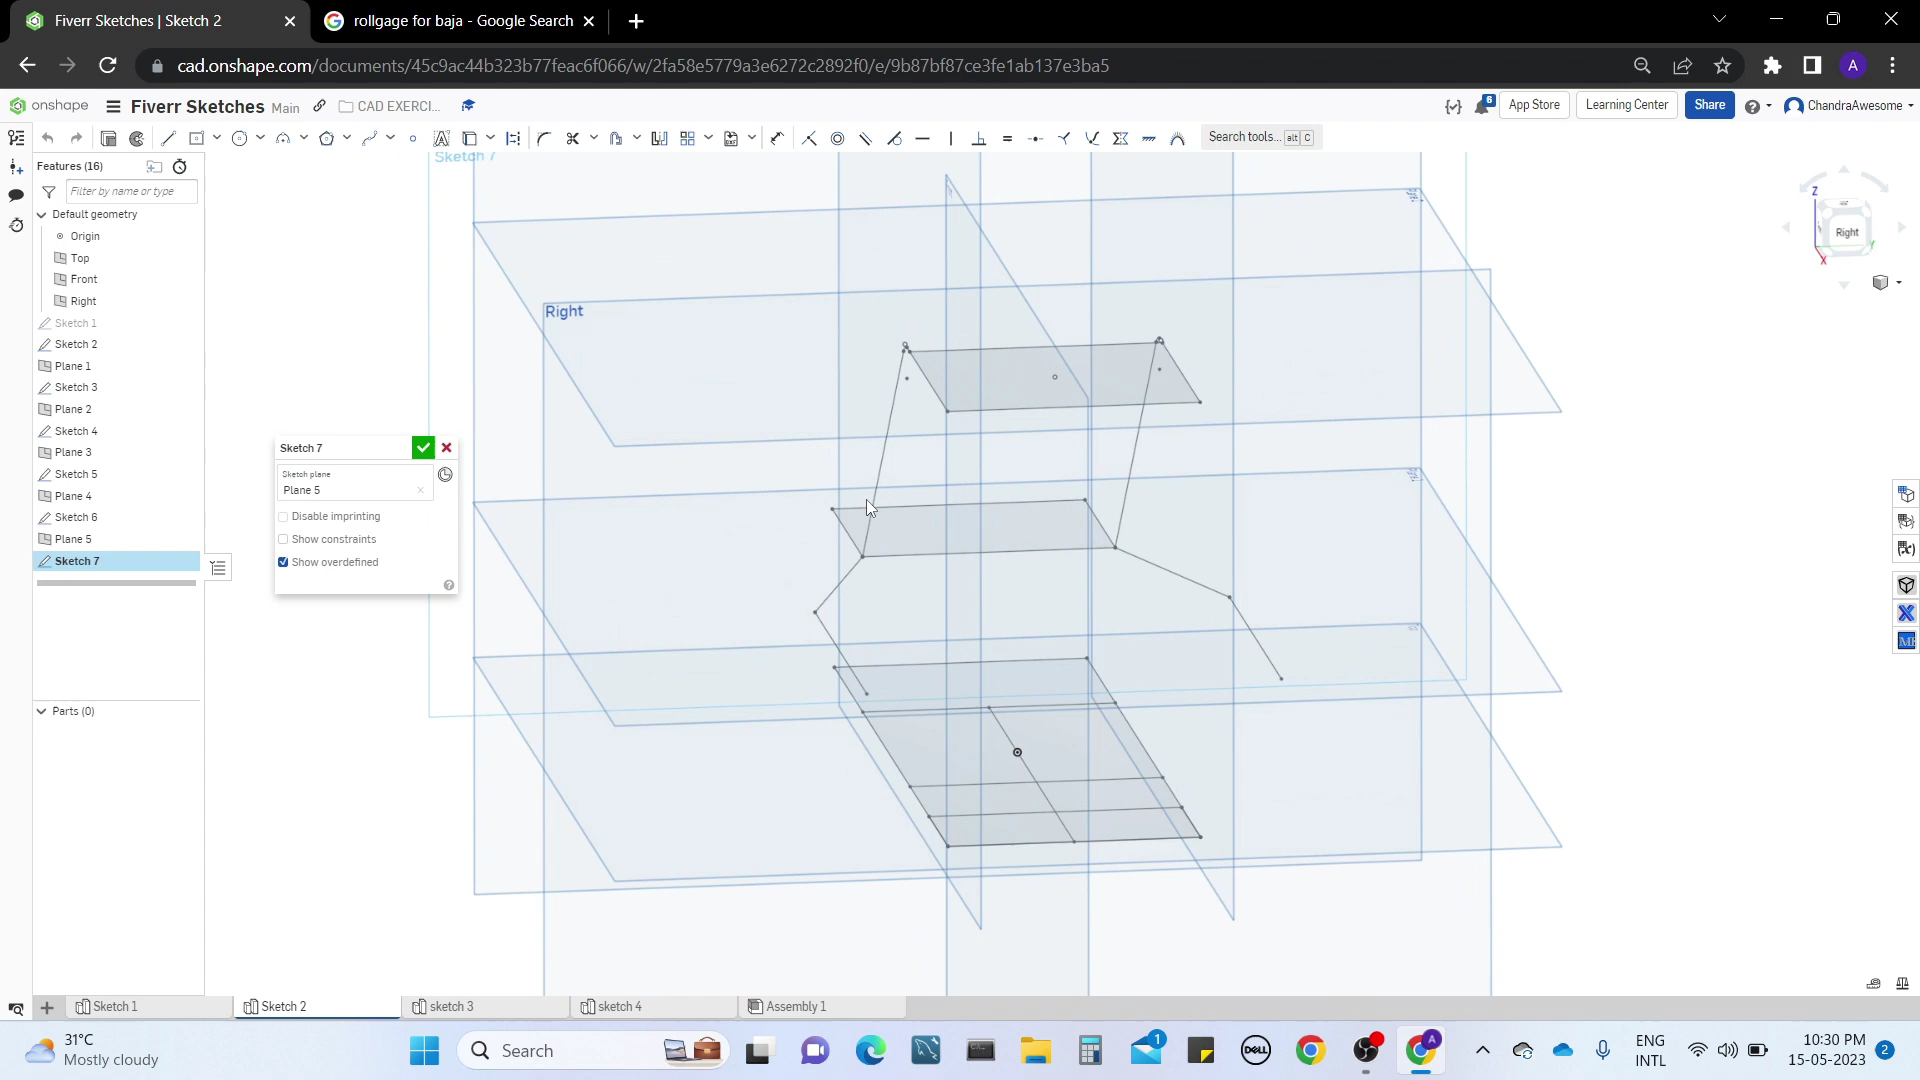 Fiverr Sketches | Sketch 2
rollgage for baja - Google Search
cad.onshape.com/documents/45c9ac44b323b77feac6f066/w/2fa58e5779a3e6272c2892f0/e/9b87bf87ce3fe1ab137e3ba5
A
onshape
Fiverr Sketches
Main
CAD EXERCI...
6
App Store
Learning Center
Share
ChandraAwesome
Search tools... alt C
Features (16)
Filter by name or type
Default geometry
Origin
Top
Front
Right
Sketch 1
Sketch 2
Plane 1
Sketch 3
Plane 2
Sketch 4
Plane 3
Sketch 5
Plane 4
Sketch 6
Plane 5
Sketch 7
Parts (0)
Sketch 7
Sketch plane
Plane 5
Disable imprinting
Show constraints
Show overdefined
Sketch 7
Right
Z
Right
Y
X
Sketch 1
Sketch 2
sketch 3
sketch 4
Assembly 1
31°C
Mostly cloudy
Search
1
DELL
A
ENG
INTL
10:30 PM
15-05-2023
2